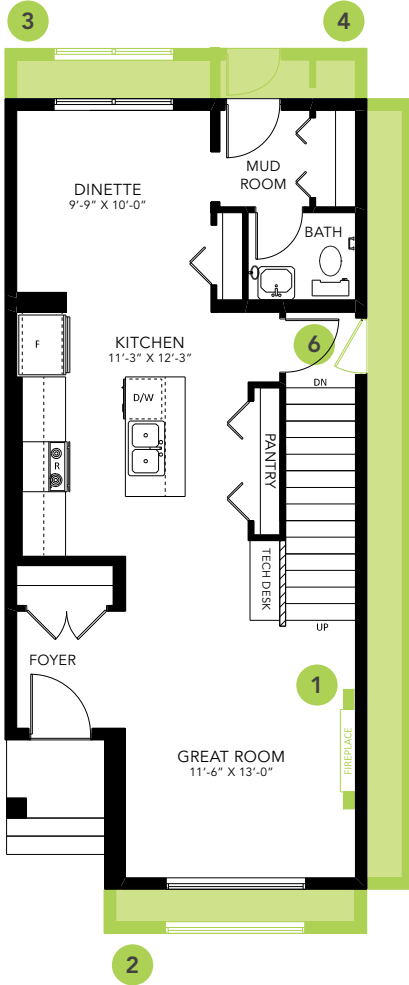 3
4
MUD
ROOM
DINETTE
9'-9" X 10'-0"
BATH
F
KITCHEN
11'-3" X 12'-3"
6
DN
D/W
PANTRY
R
TECH DESK
UP
FOYER
1
FIREPLACE
GREAT ROOM
11'-6" X 13'-0"
2